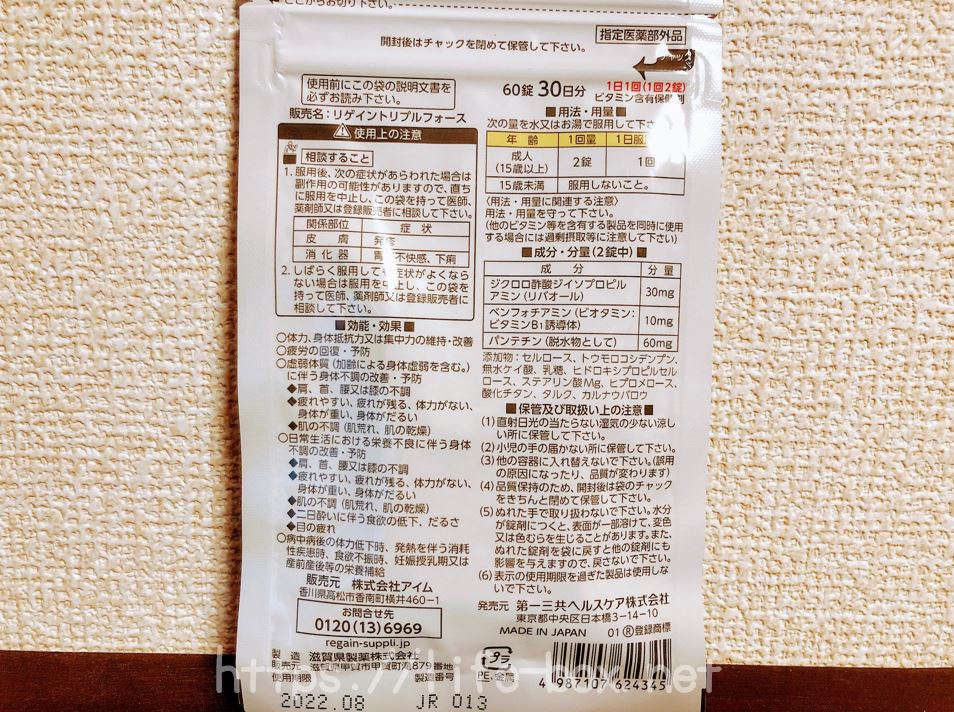 ここからお切り下さい。
指定医薬部外品
開封後はチャックを閉めて保管して下さい。
チャック
使用前にこの袋の説明文書を
必ずお読み下さい。
販売名：リゲイントリプルフォース
使用上の注意
相談すること
1. 服用後、次の症状があらわれた場合は
副作用の可能性がありますので、直ち
に服用を中止し、この袋を持って医師、
薬剤師又は登録販売者に相談して下さい。
関係部位 症 状
皮 膚 発疹
消 化 器 胃 不快感、下痢
2. しばらく服用しても症状がよくなら
ない場合は服用を中止し、この袋を
持って医師、薬剤師又は登録販売者に
相談して下さい。
■効能・効果■
○体力、身体抵抗力又は集中力の維持・改善
○疲労の回復・予防
○虚弱体質（加齢による身体虚弱を含む。）
に伴う身体不調の改善・予防
◆肩、首、腰又は膝の不調
◆疲れやすい、疲れが残る、体力がない、
身体が重い、身体がだるい
◆肌の不調（肌荒れ、肌の乾燥）
○日常生活における栄養不良に伴う身体
不調の改善・予防
◆肩、首、腰又は膝の不調
◆疲れやすい、疲れが残る、体力がない、
身体が重い、身体がだるい
◆肌の不調（肌荒れ、肌の乾燥）
◆二日酔いに伴う食欲の低下、だるさ
◆目の疲れ
○病中病後の体力低下時、発熱を伴う消耗
性疾患時、食欲不振時、妊娠授乳期又は
産前産後等の栄養補給
販売元 株式会社アイム
香川県高松市香南町横井460−1
お問合せ先
0120(13)6969
regain-suppli.jp
製 造 滋賀県製薬株式会社
販売元 滋賀県甲賀市甲賀町滝879番地
使用期限 製造番号
2022.08 JR 013
60錠 30日分
1日1回（1回2錠）
ビタミン含有保健剤
■用法・用量■
次の量を水又はお湯で服用して下さ
年 齢 1回量 1日服
成人
（15歳以上） 2錠 1回
15歳未満 服用しないこと。
〈用法・用量に関連する注意〉
用法・用量を守って下さい。
（他のビタミン等を含有する製品を同時に使用
する場合には過剰摂取等に注意して下さい）
■成分・分量（2錠中）■
成 分 分 量
ジクロロ酢酸ジイソプロピル
アミン（リバオール） 30mg
ベンフォチアミン（ビオタミン：
ビタミンB1誘導体） 10mg
パンテチン（脱水物として） 60mg
添加物：セルロース、トウモロコシデンプン、
無水ケイ酸、乳糖、ヒドロキシプロピルセル
ロース、ステアリン酸Mg、ヒプロメロース、
酸化チタン、タルク、カルナウバロウ
■保管及び取扱い上の注意■
(1) 直射日光の当たらない湿気の少ない涼し
い所に保管して下さい。
(2) 小児の手の届かない所に保管して下さい。
(3) 他の容器に入れ替えないで下さい。（誤用
の原因になったり、品質が変わります）
(4) 品質保持のため、開封後は袋のチャック
をきちんと閉めて保管して下さい。
(5) ぬれた手で取り扱わないで下さい。水分
が錠剤につくと、表面が一部溶けて、変色
又は色むらを生じることがあります。また、
ぬれた錠剤を袋に戻すと他の錠剤にも
影響を与えますので、戻さないで下さい。
(6) 表示の使用期限を過ぎた製品は使用しな
いで下さい。
発売元 第一三共ヘルスケア株式会社
東京都中央区日本橋3−14−10
MADE IN JAPAN 01 Ⓡ登録商標
プラ
PE、金属
4 987107 624345